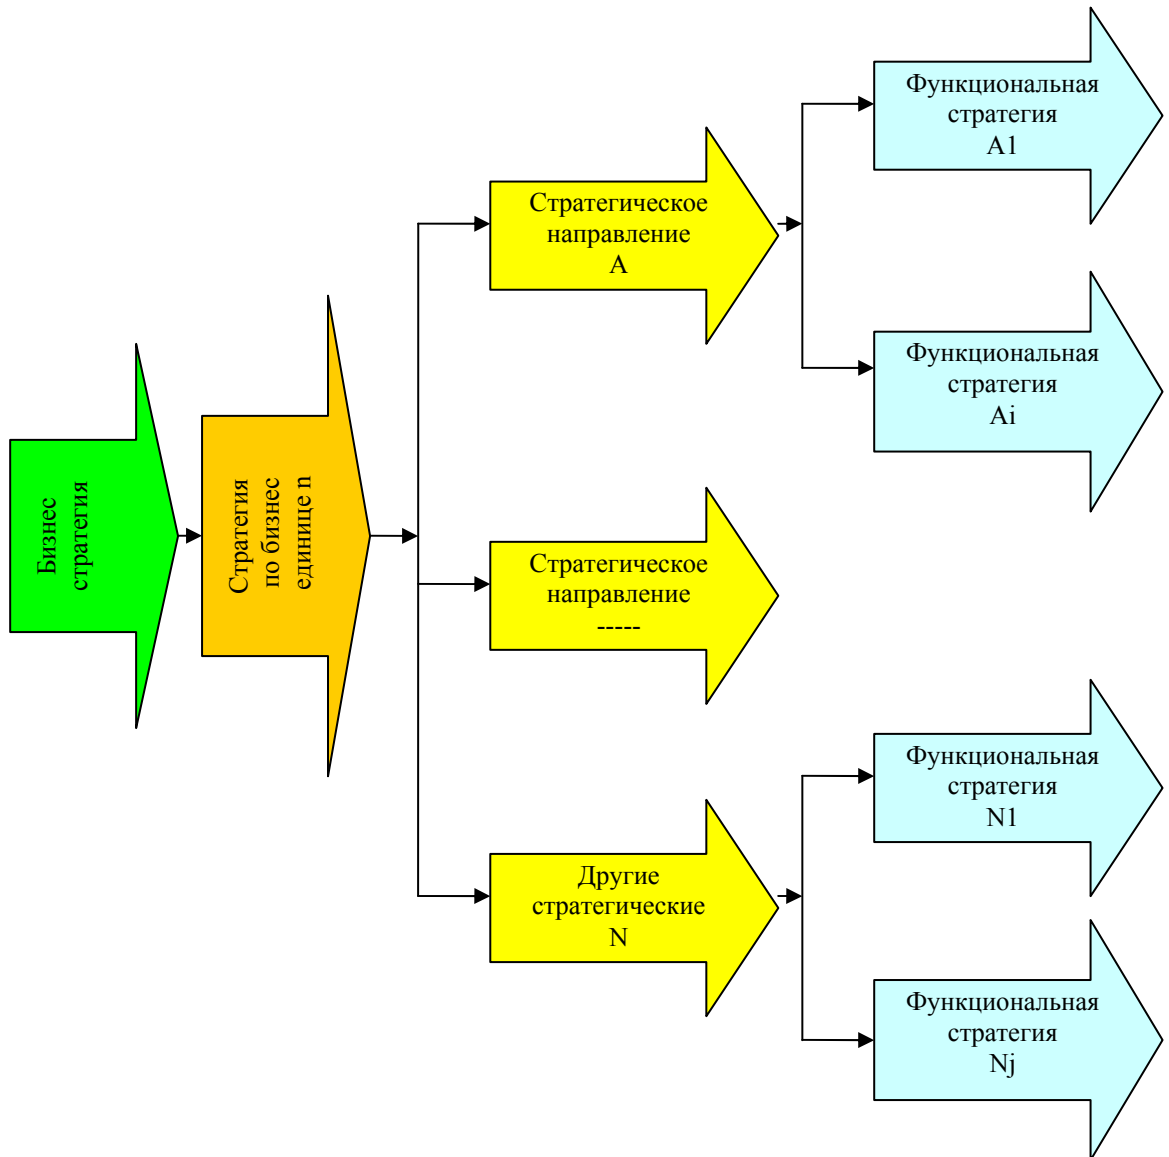 Бизнес
стратегия
Стратегия
по бизнес
единице n
Стратегическое
направление
A
Стратегическое
направление
-----
Другие
стратегические
N
Функциональная
стратегия
A1
Функциональная
стратегия
Ai
Функциональная
стратегия
N1
Функциональная
стратегия
Nj